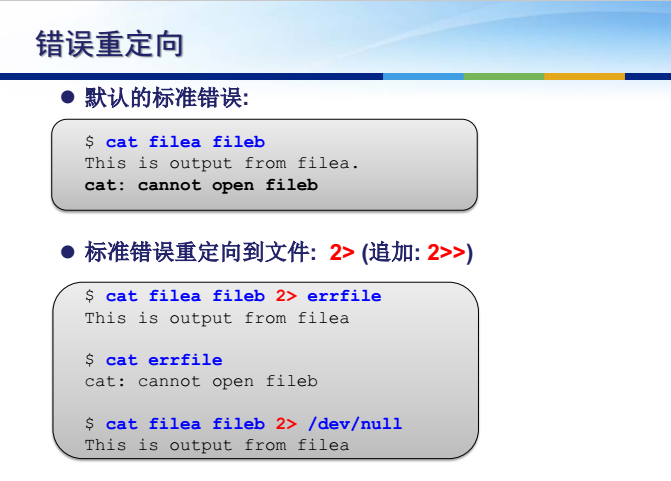 错误重定向
● 默认的标准错误:
$ cat filea fileb
This is output from filea.
cat: cannot open fileb
● 标准错误重定向到文件: 2> (追加: 2>>)
$ cat filea fileb 2> errfile
This is output from filea
$ cat errfile
cat: cannot open fileb
$ cat filea fileb 2> /dev/null
This is output from filea